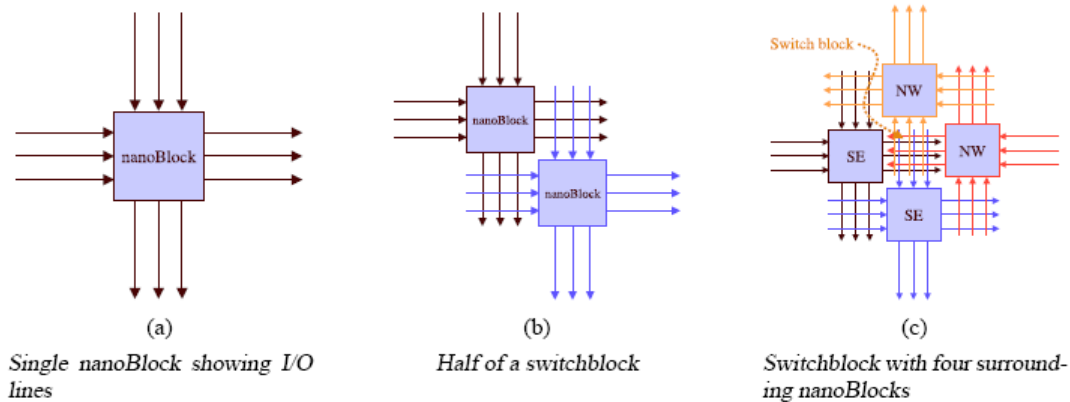 nanoBlock
(a)
Single nanoBlock showing I/O
lines
nanoBlock
nanoBlock
(b)
Half of a switchblock
Switch block
NW
SE
NW
SE
(c)
Switchblock with four surround-
ing nanoBlocks